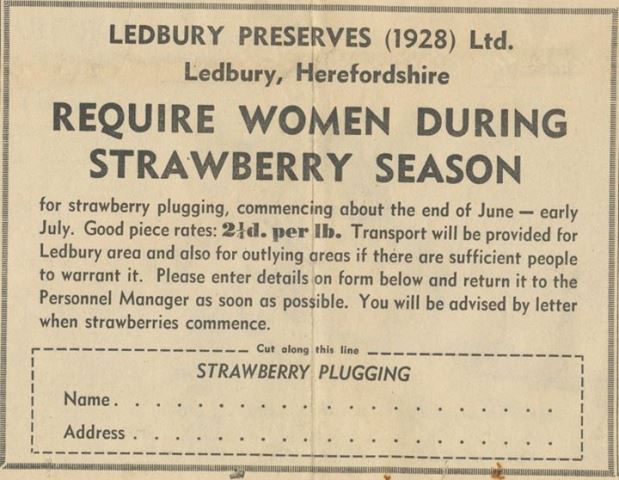 LEDBURY PRESERVES (1928) Ltd.
Ledbury, Herefordshire
REQUIRE WOMEN DURING
STRAWBERRY SEASON
for strawberry plugging, commencing about the end of June — early
July. Good piece rates: 2½d. per lb. Transport will be provided for
Ledbury area and also for outlying areas if there are sufficient people
to warrant it. Please enter details on form below and return it to the
Personnel Manager as soon as possible. You will be advised by letter
when strawberries commence.
Cut along this line
STRAWBERRY PLUGGING
Name . . . . . . . . . . . . . . . . . . . . . .
Address . . . . . . . . . . . . . . . . . . . . .